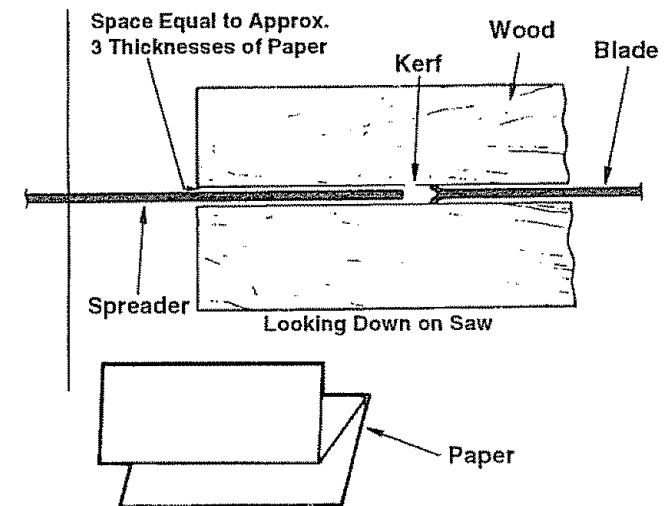 Space Equal to Approx.
3 Thicknesses of Paper
Wood
Kerf
Blade
Spreader
Looking Down on Saw
Paper